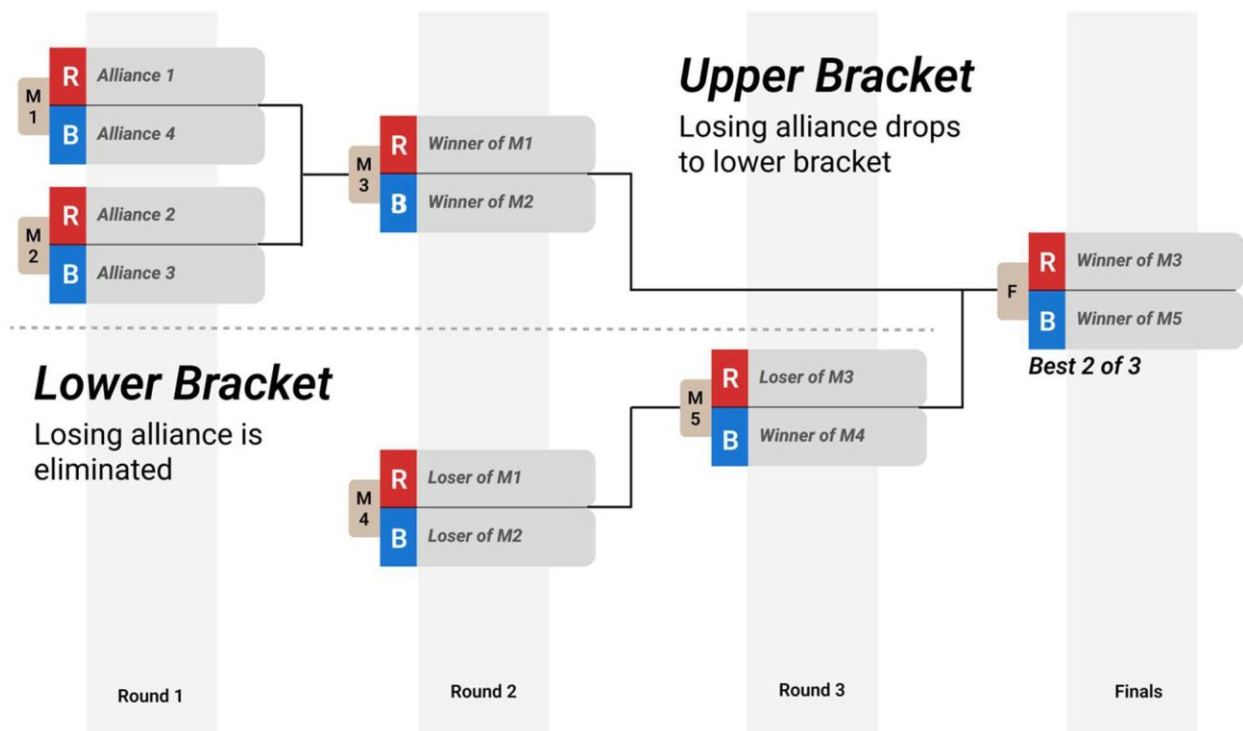 M
1
R
Alliance 1
B
Alliance 4
M
2
R
Alliance 2
B
Alliance 3
M
3
R
Winner of M1
B
Winner of M2
Upper Bracket
Losing alliance drops
to lower bracket
F
R
Winner of M3
B
Winner of M5
Best 2 of 3
Lower Bracket
Losing alliance is
eliminated
M
4
R
Loser of M1
B
Loser of M2
M
5
R
Loser of M3
B
Winner of M4
Round 1
Round 2
Round 3
Finals